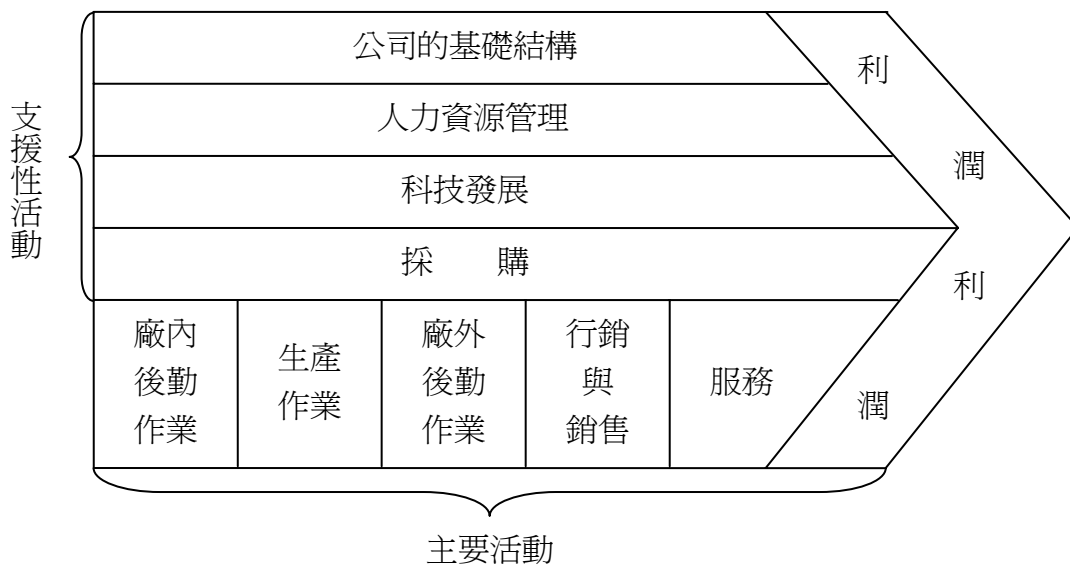 支援性活動
公司的基礎結構
人力資源管理
科技發展
採 購
廠內
後勤
作業
生產
作業
廠外
後勤
作業
行銷
與
銷售
服務
利
潤
利
潤
主要活動